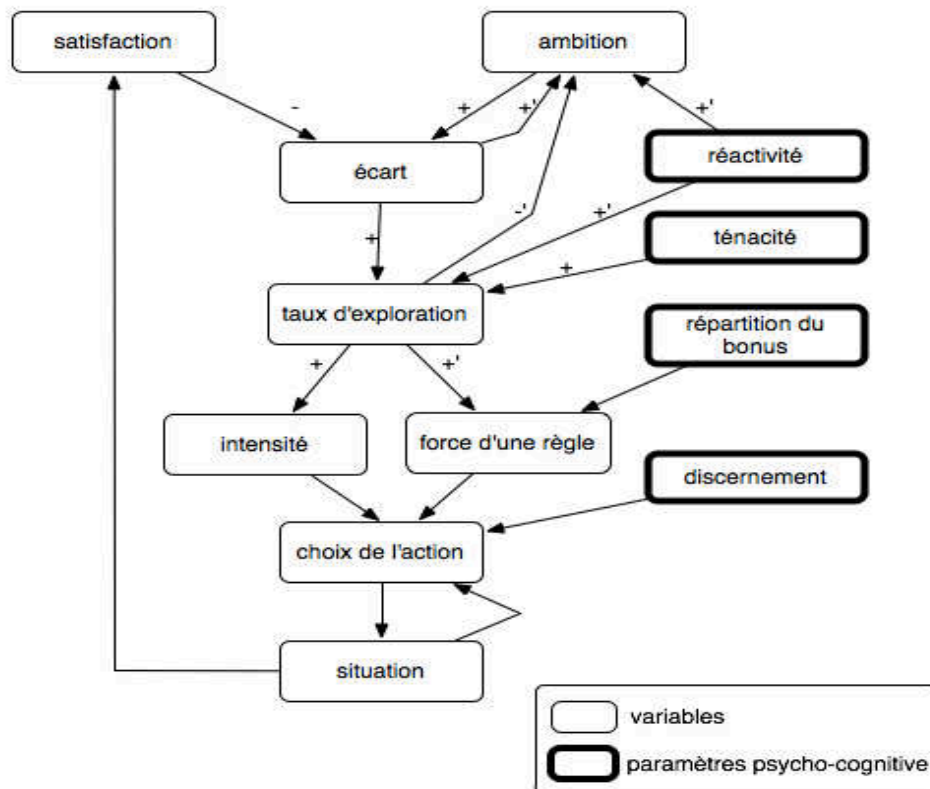 satisfaction
ambition
-
+
+'
+'
écart
réactivité
-'
+'
+
ténacité
+
taux d'exploration
répartition du
bonus
+
+'
intensité
force d'une règle
discernement
choix de l'action
situation
variables
paramètres psycho-cognitive